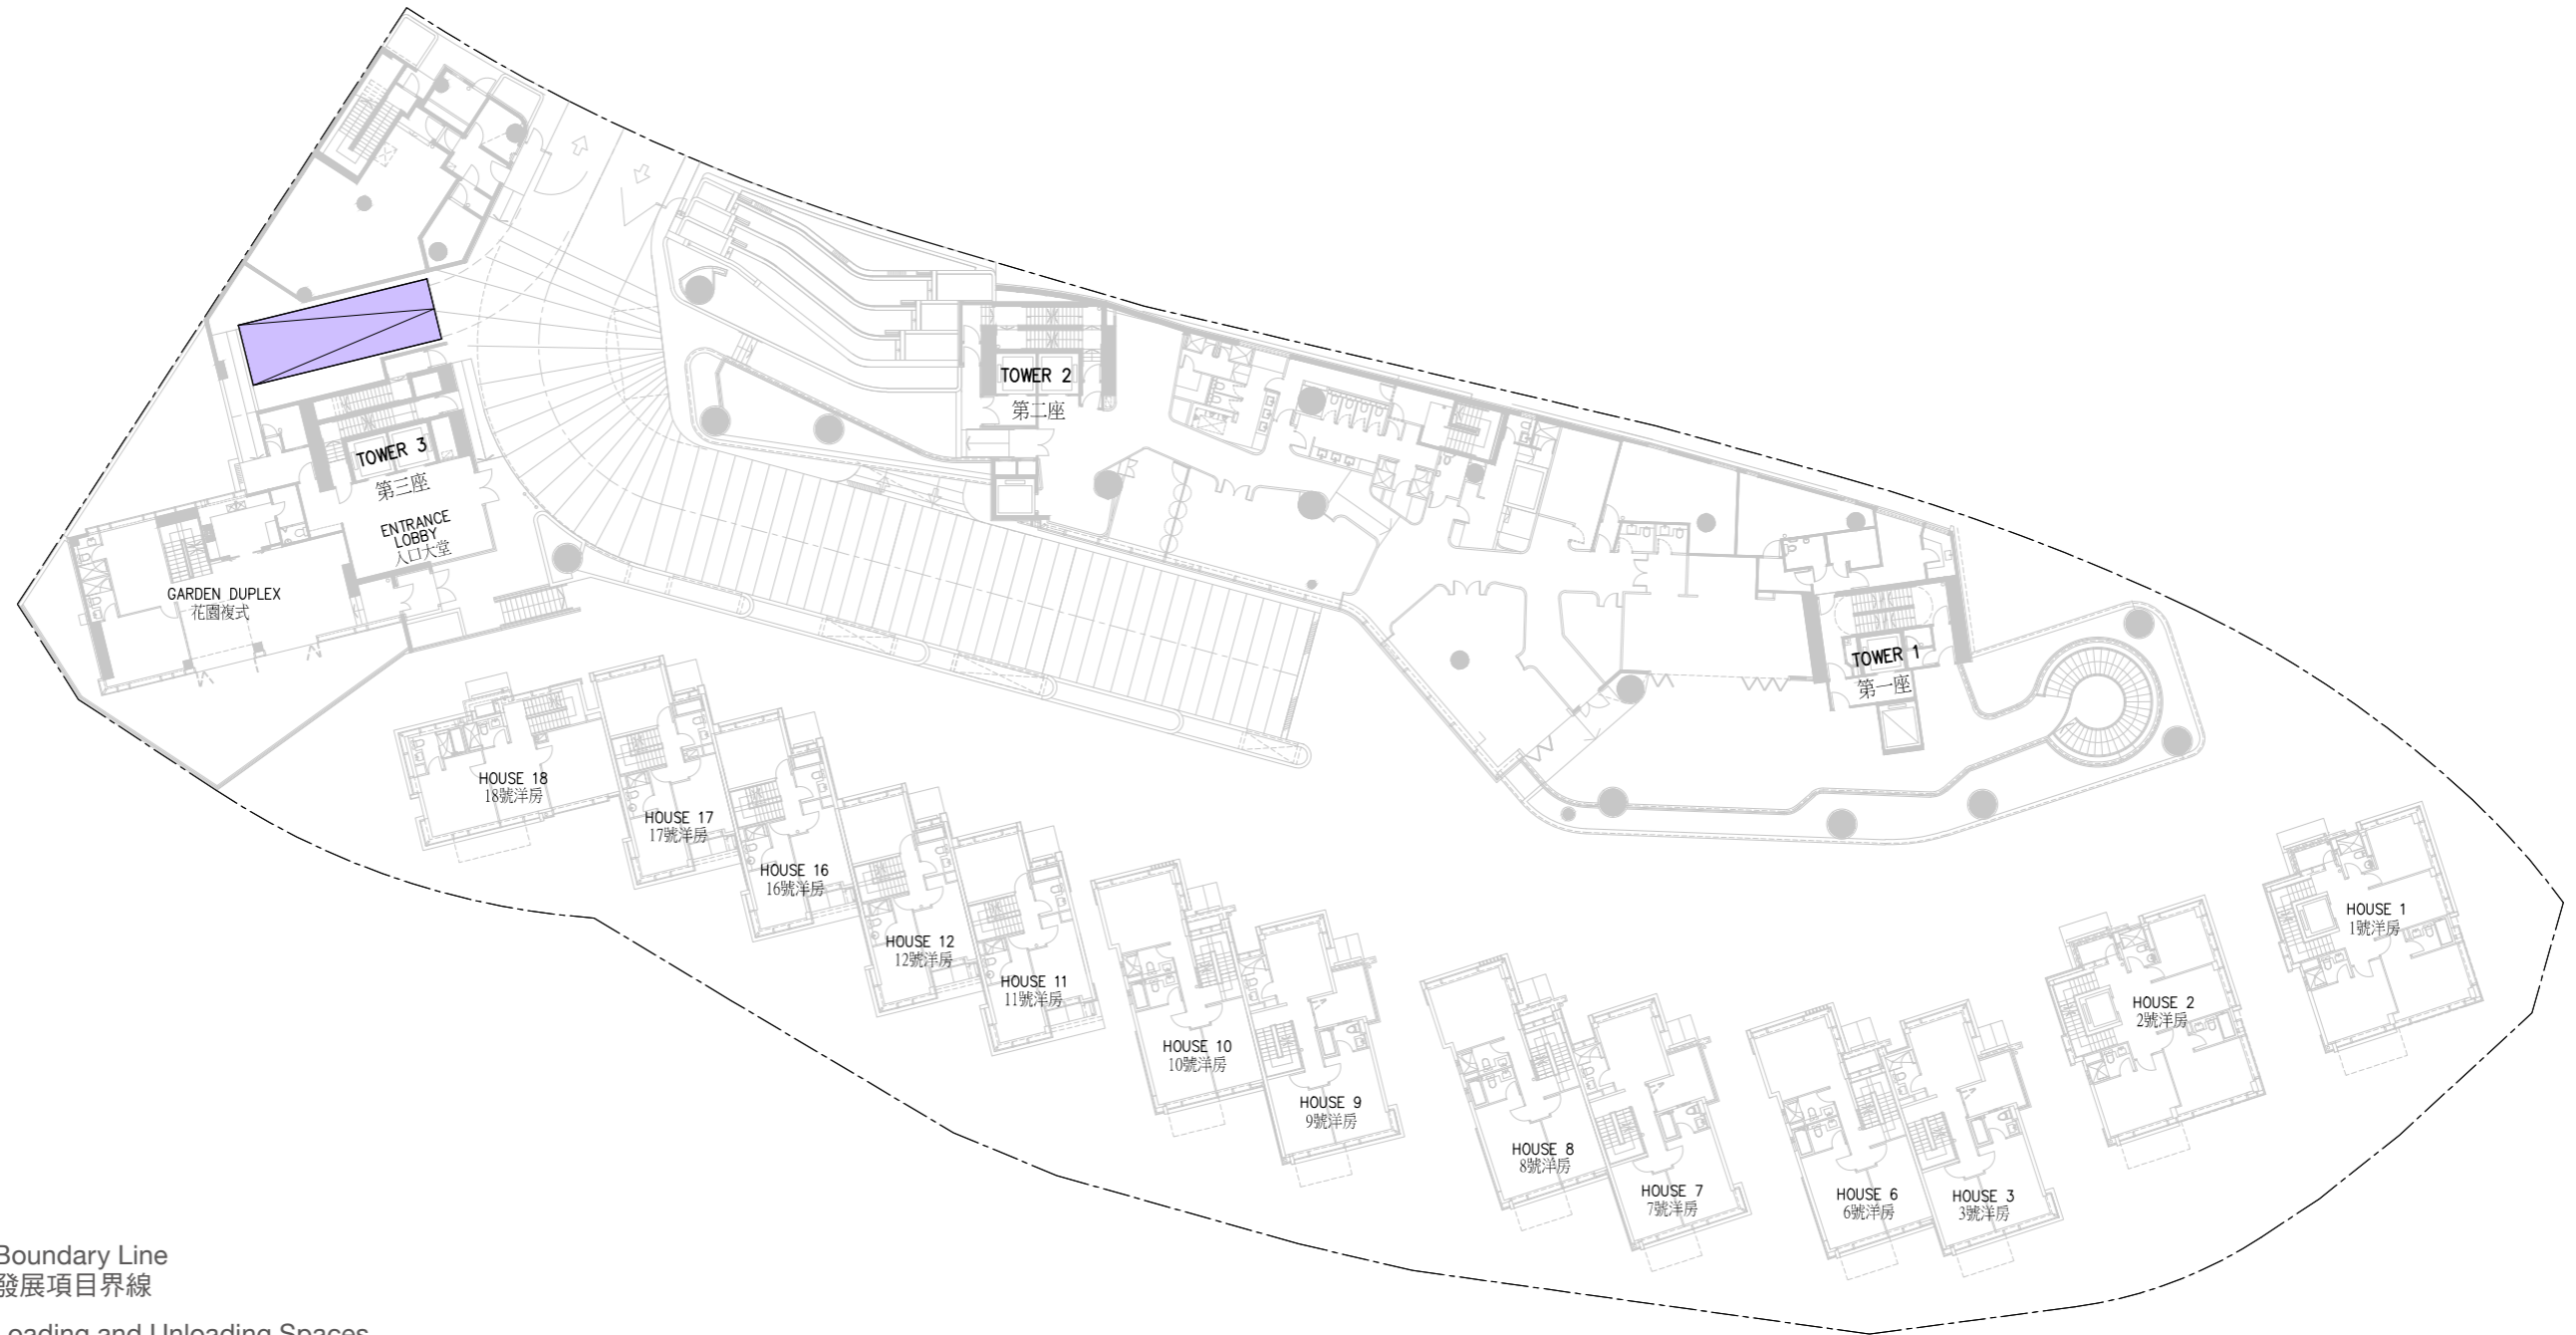 TOWER 2
第二座
TOWER 3
第三座
ENTRANCE
LOBBY
入口大堂
GARDEN DUPLEX
花園複式
TOWER 1
第一座
HOUSE 18
18號洋房
HOUSE 17
17號洋房
HOUSE 16
16號洋房
HOUSE 12
12號洋房
HOUSE 11
11號洋房
HOUSE 10
10號洋房
HOUSE 9
9號洋房
HOUSE 8
8號洋房
HOUSE 7
7號洋房
HOUSE 6
6號洋房
HOUSE 3
3號洋房
HOUSE 2
2號洋房
HOUSE 1
1號洋房
Boundary Line
發展項目界線
Loading and Unloading Spaces